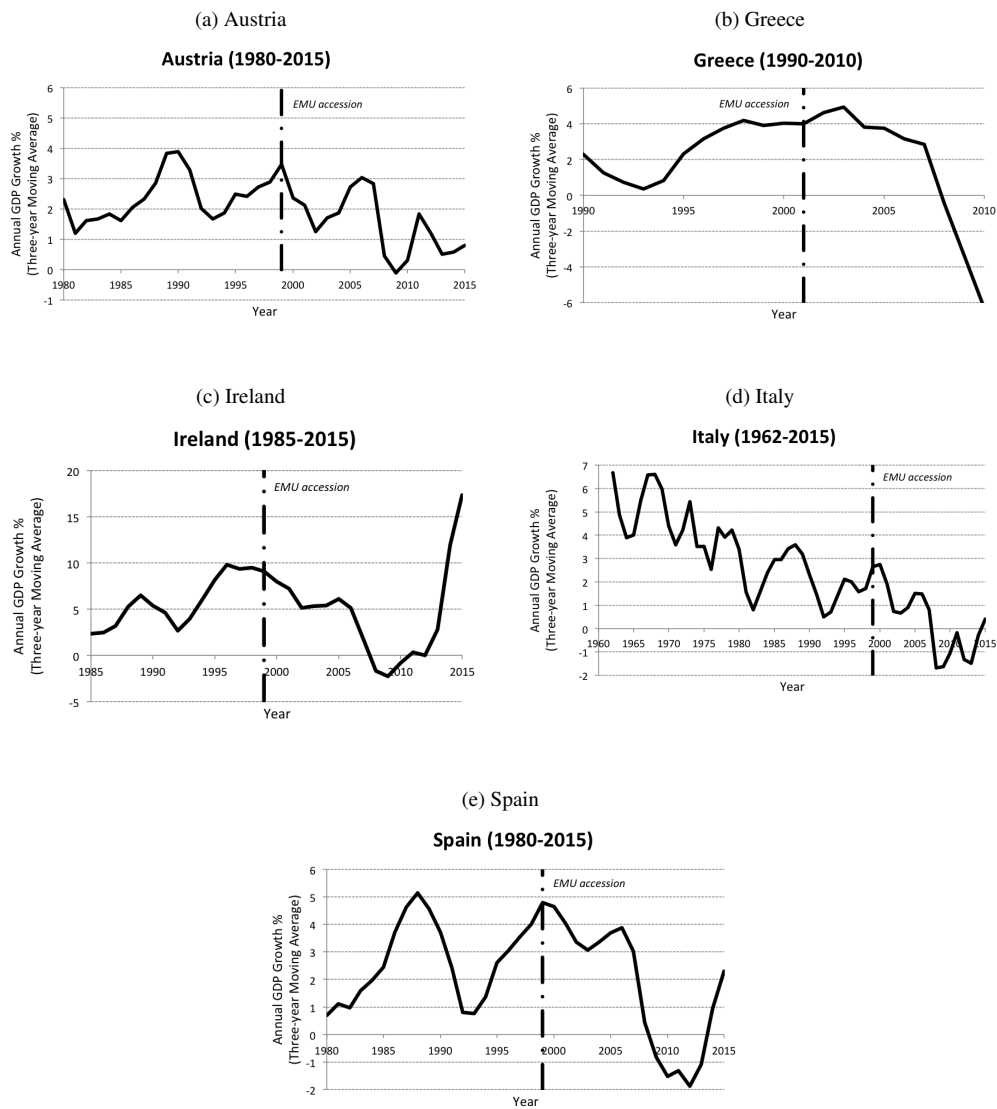 (a) Austria
Austria (1980-2015)
Annual GDP Growth %
(Three-year Moving Average)
6
5
4
3
2
1
0
-1
EMU accession
1980 1985 1990 1995 2000 2005 2010 2015
Year
(b) Greece
Greece (1990-2010)
Annual GDP Growth %
(Three-year Moving Average)
6
4
2
0
-2
-4
-6
EMU accession
1990 1995 2000 2005 2010
Year
(c) Ireland
Ireland (1985-2015)
Annual GDP Growth %
(Three-year Moving Average)
20
15
10
5
0
-5
EMU accession
1985 1990 1995 2000 2005 2010 2015
Year
(d) Italy
Italy (1962-2015)
Annual GDP Growth %
(Three-year Moving Average)
7
6
5
4
3
2
1
0
-1
-2
EMU accession
1960 1965 1970 1975 1980 1985 1990 1995 2000 2005 2010 2015
Year
(e) Spain
Spain (1980-2015)
Annual GDP Growth %
(Three-year Moving Average)
6
5
4
3
2
1
0
-1
-2
EMU accession
1980 1985 1990 1995 2000 2005 2010 2015
Year